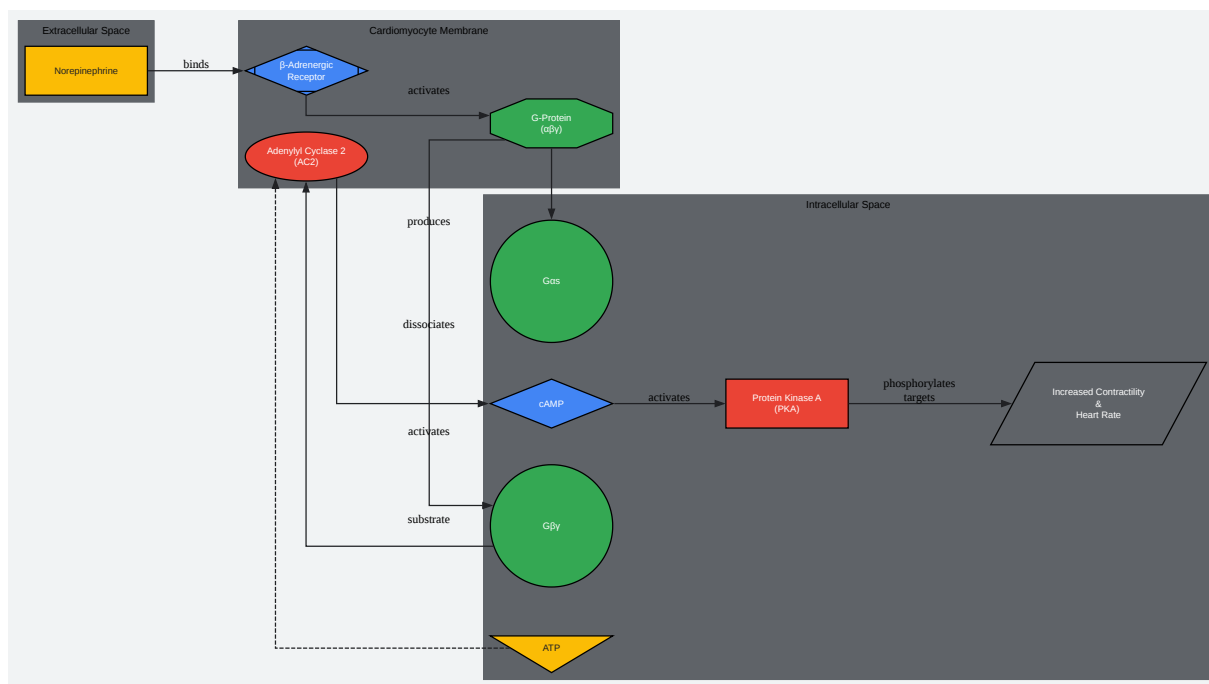 Extracellular Space
Norepinephrine
binds
Cardiomyocyte Membrane
β-Adrenergic
Receptor
activates
G-Protein
(αβγ)
Adenylyl Cyclase 2
(AC2)
Intracellular Space
produces
Gαs
dissociates
cAMP
activates
Protein Kinase A
(PKA)
phosphorylates
targets
Increased Contractility
&
Heart Rate
activates
Gβγ
substrate
ATP